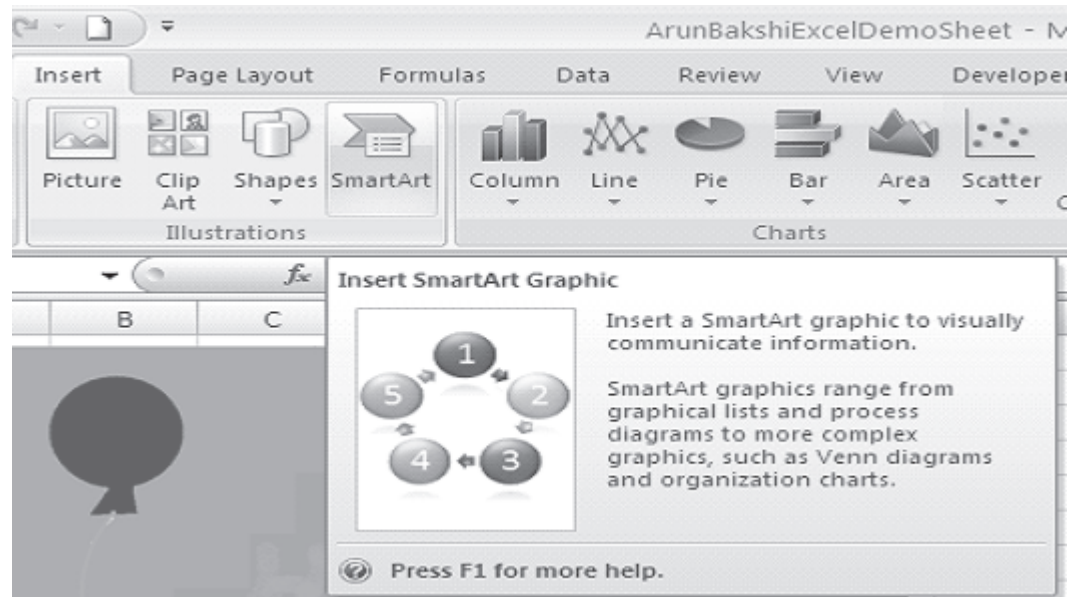 ArunBakshiExcelDemoSheet - M
Insert Page Layout Formulas Data Review View Develope
Picture Clip Art Shapes SmartArt Column Line Pie Bar Area Scatter
Illustrations Charts
fx
B C
Insert SmartArt Graphic
1
5 2
4 3
Insert a SmartArt graphic to visually
communicate information.
SmartArt graphics range from
graphical lists and process
diagrams to more complex
graphics, such as Venn diagrams
and organization charts.
Press F1 for more help.